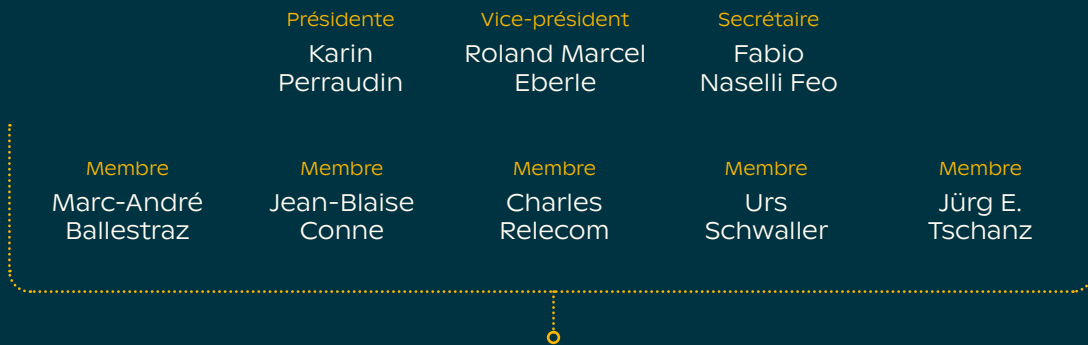 Présidente
Karin
Perraudin
Vice-président
Roland Marcel
Eberle
Secrétaire
Fabio
Naselli Feo
Membre
Marc-André
Ballestraz
Membre
Jean-Blaise
Conne
Membre
Charles
Relecom
Membre
Urs
Schwaller
Membre
Jürg E.
Tschanz